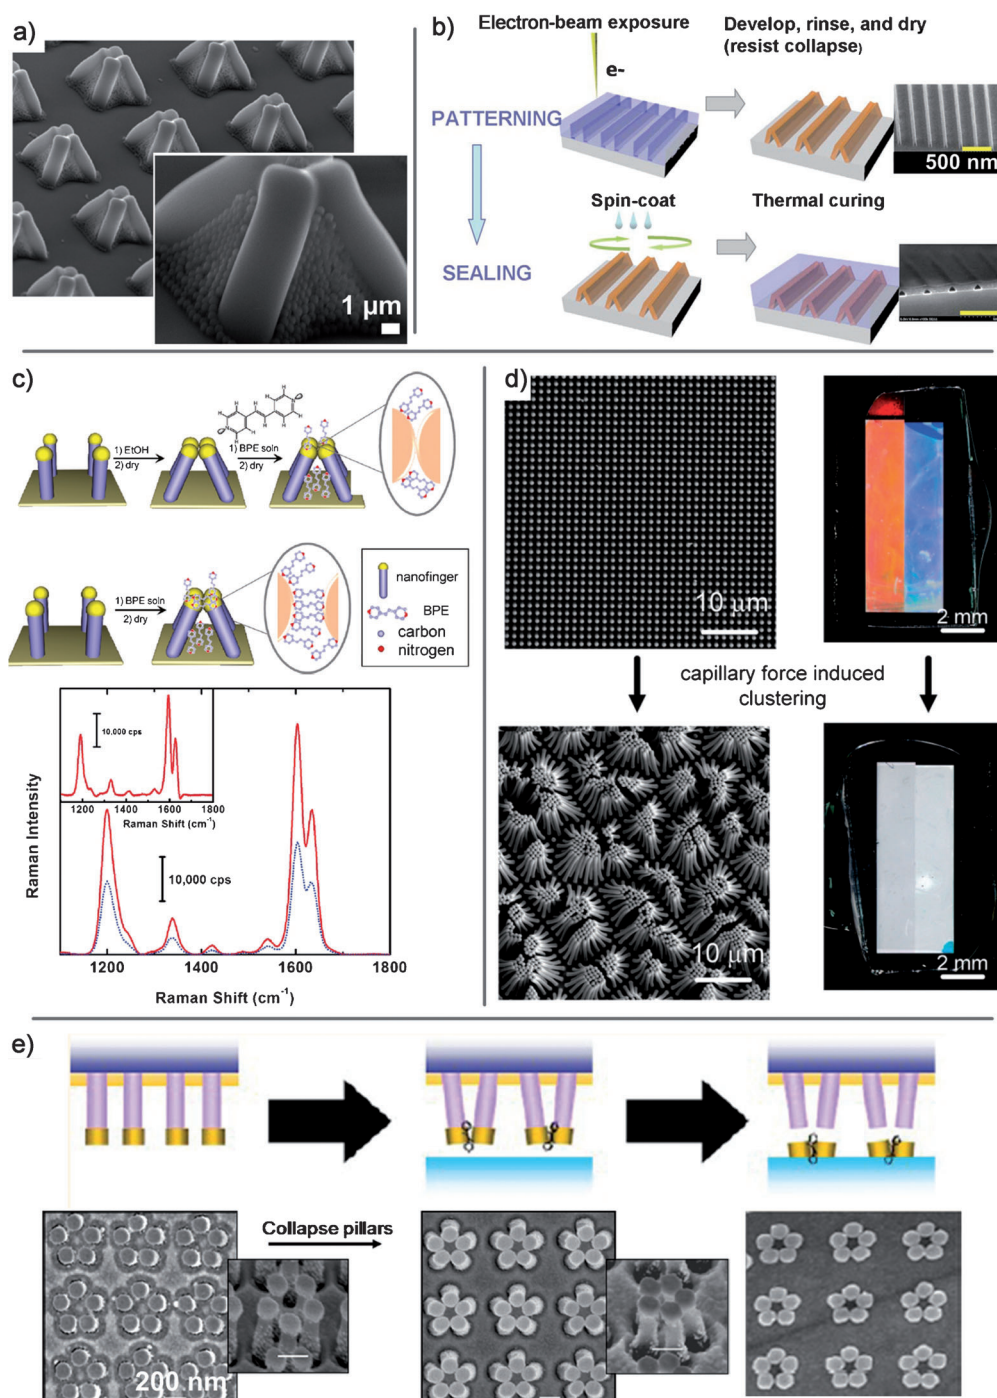 a)
1 µm
b)
Electron-beam exposure
e-
Develop, rinse, and dry
(resist collapse)
PATTERNING
500 nm
SEALING
Spin-coat
Thermal curing
c)
1) EtOH
2) dry
1) BPE soln
2) dry
H
H
H
H
H
H
H
H
H
H
1) BPE soln
2) dry
nanofinger
BPE
carbon
nitrogen
10,000 cps
1200 1400 1600 1800
Raman Shift (cm-1)
Raman Intensity
10,000 cps
1200 1400 1600 1800
Raman Shift (cm-1)
d)
10 µm
2 mm
capillary force induced
clustering
10 µm
2 mm
e)
Collapse pillars
200 nm